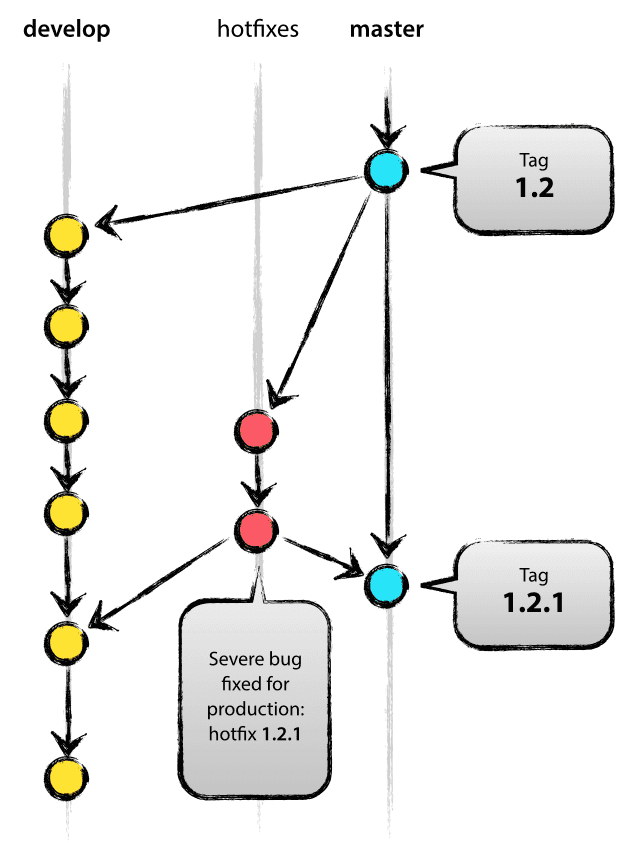 develop
hotfixes
master
Tag
1.2
Tag
1.2.1
Severe bug
fixed for
production:
hotfix 1.2.1